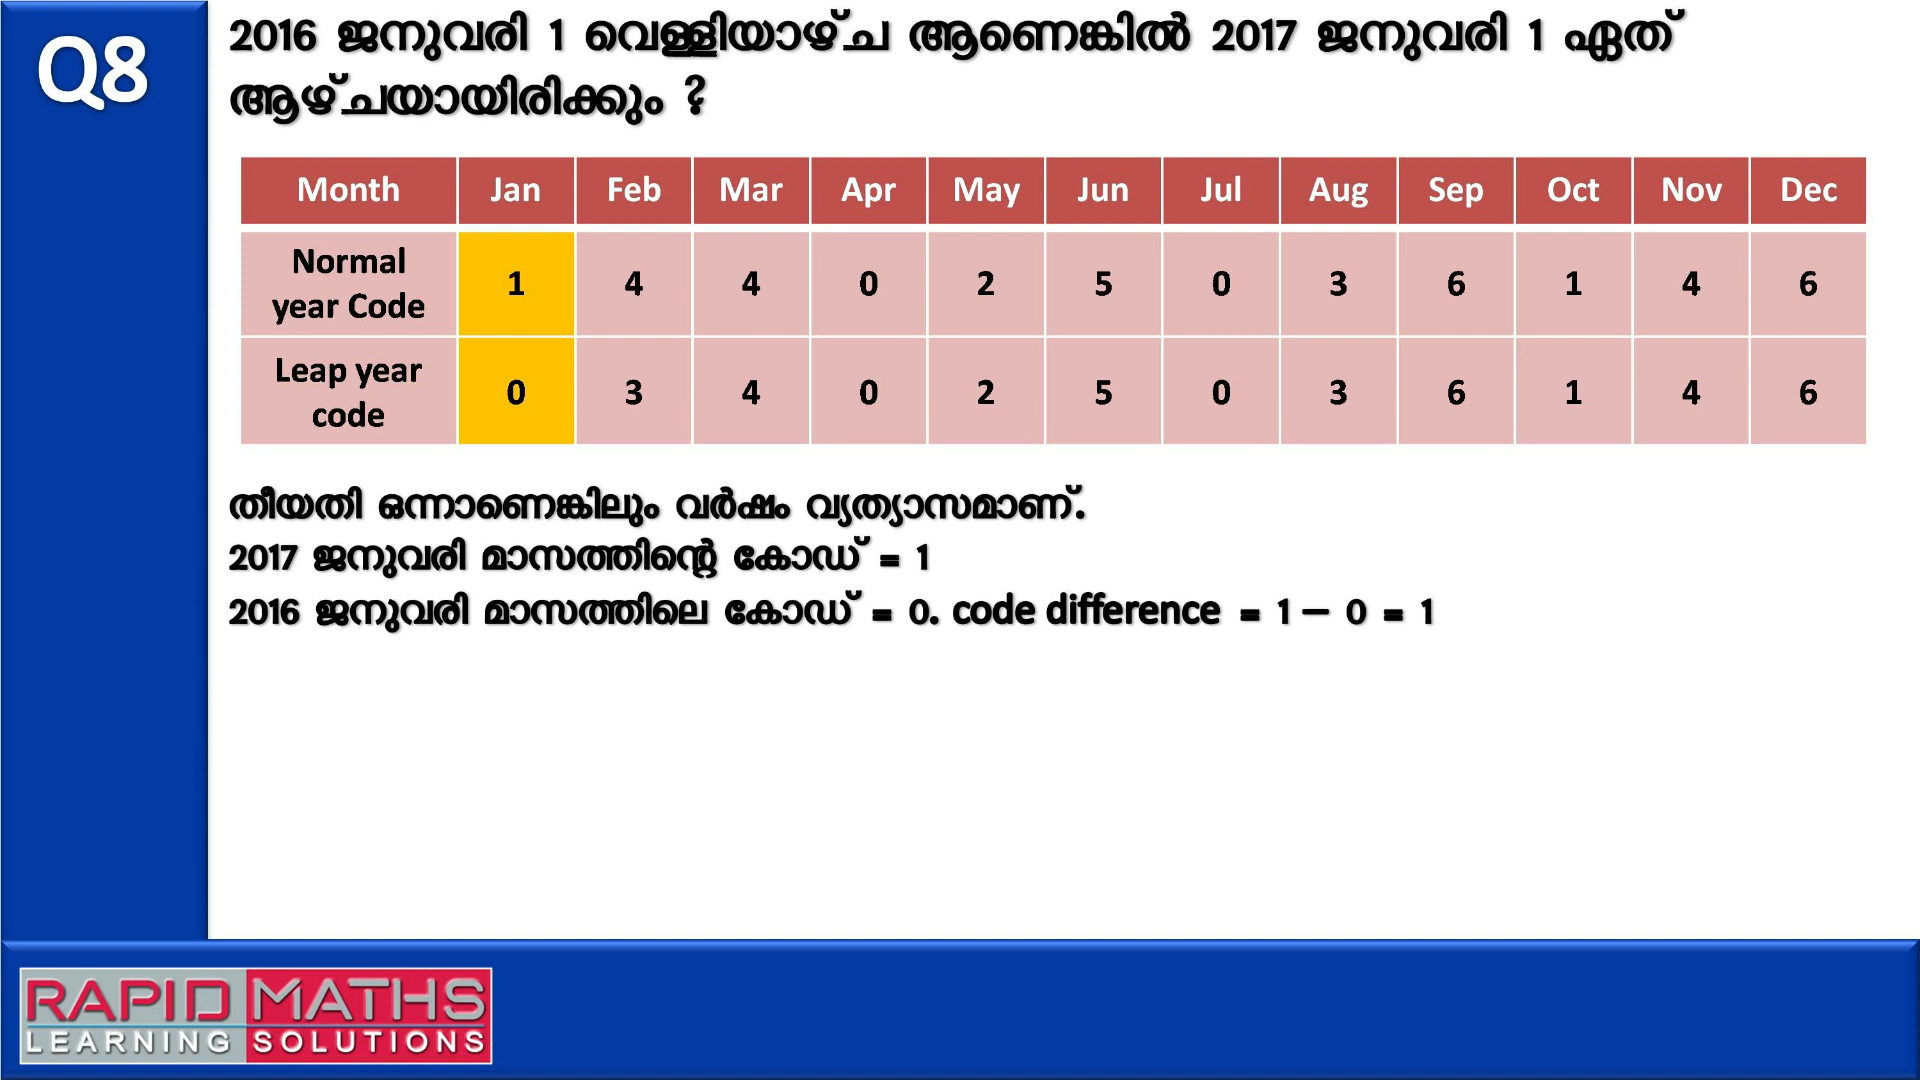 Q8
2016 ജനുവരി 1 വെള്ളിയാഴ്ച ആണെങ്കിൽ 2017 ജനുവരി 1 ഏത്
ആഴ്ചയായിരിക്കും ?
Month Jan Feb Mar Apr May Jun Jul Aug Sep Oct Nov Dec
Normal
year Code 1 4 4 0 2 5 0 3 6 1 4 6
Leap year
code 0 3 4 0 2 5 0 3 6 1 4 6
തീയതി ഒന്നാണെങ്കിലും വർഷം വ്യത്യാസമാണ്.
2017 ജനുവരി മാസത്തിന്റെ കോഡ് = 1
2016 ജനുവരി മാസത്തിലെ കോഡ് = 0. code difference = 1 – 0 = 1
RAPID MATHS
LEARNING SOLUTIONS